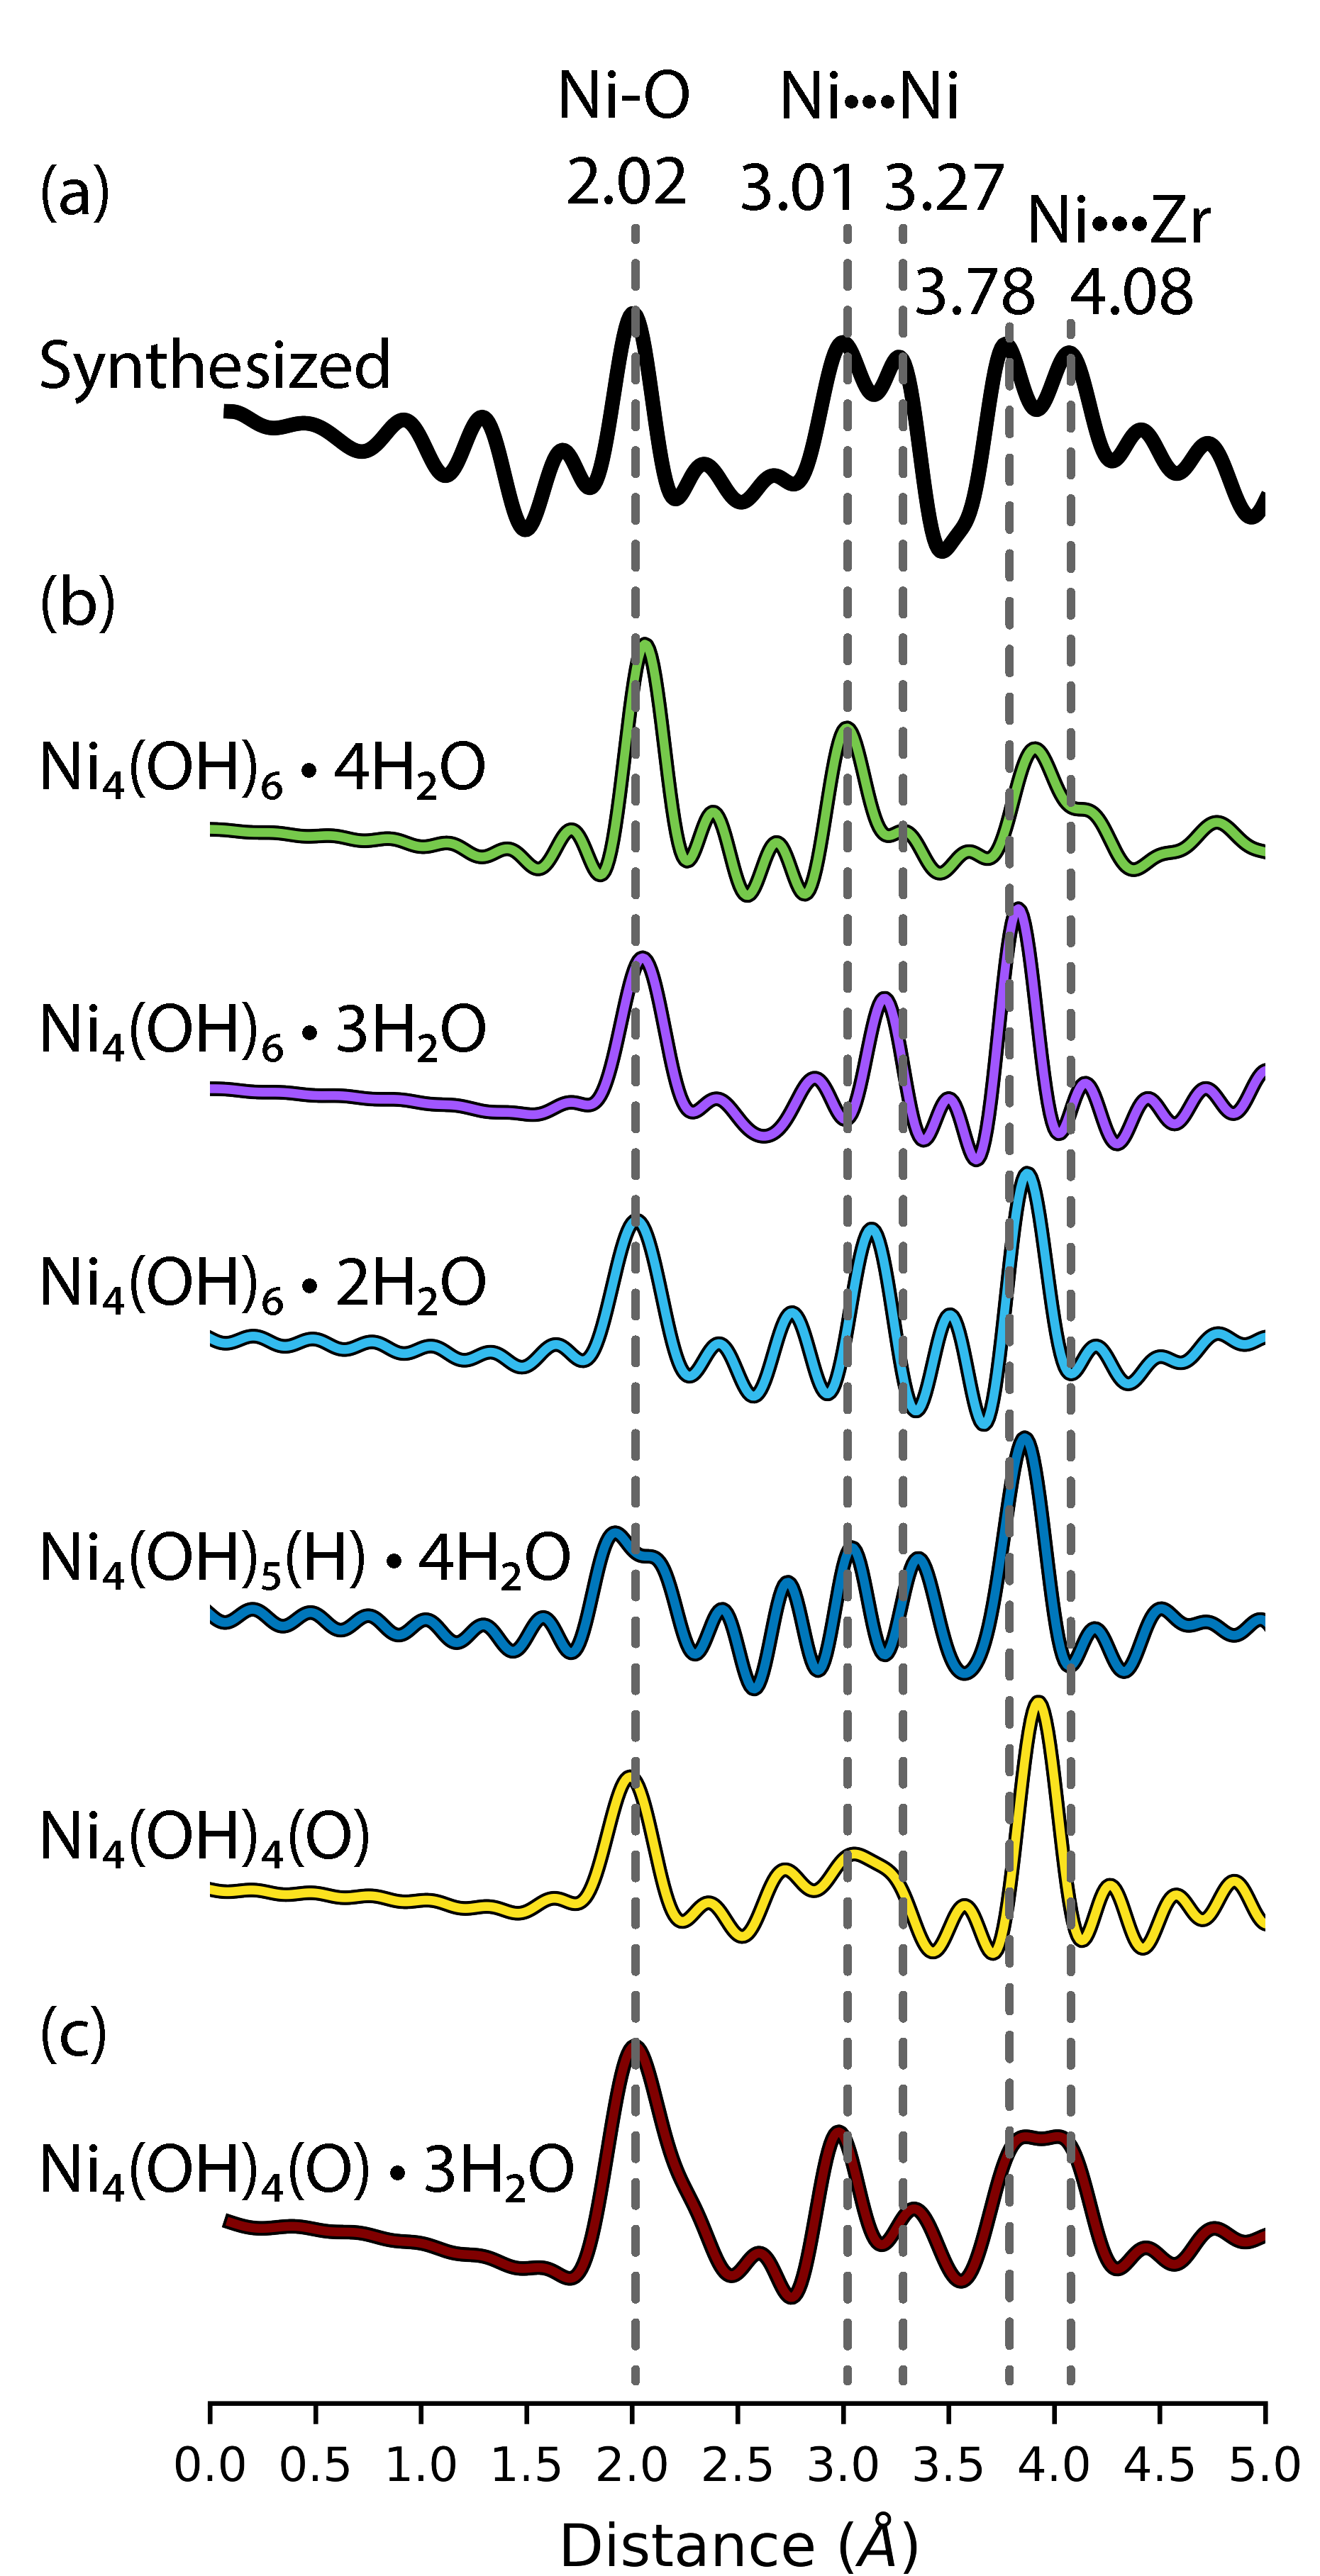 Ni-O Ni•••Ni
(a) 2.02 3.01 3.27
Ni•••Zr
3.78 4.08
Synthesized
(b)
Ni₄(OH)₆ • 4H₂O
Ni₄(OH)₆ • 3H₂O
Ni₄(OH)₆ • 2H₂O
Ni₄(OH)₅(H) • 4H₂O
Ni₄(OH)₄(O)
(c)
Ni₄(OH)₄(O) • 3H₂O
0.0 0.5 1.0 1.5 2.0 2.5 3.0 3.5 4.0 4.5 5.0
Distance (Å)